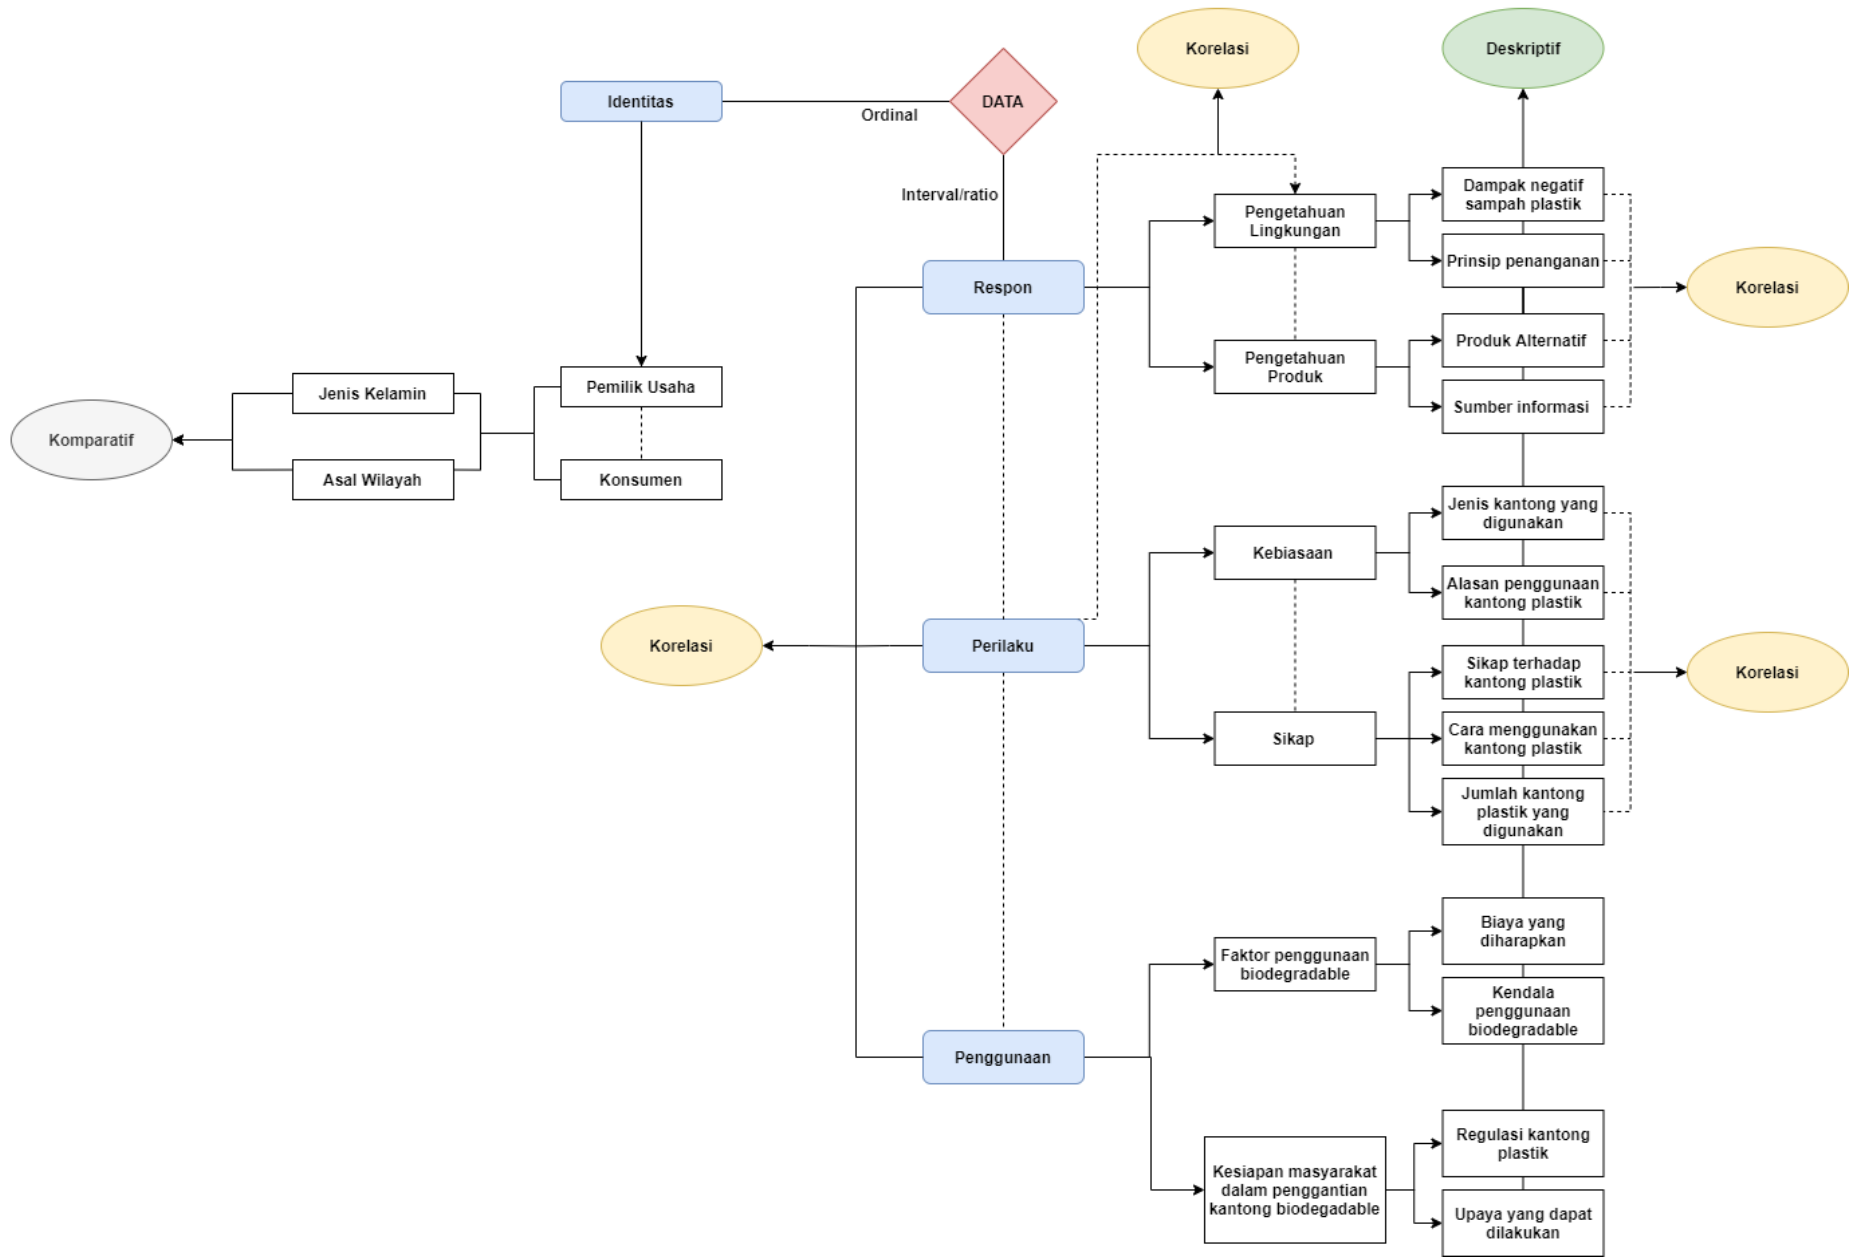 Korelasi
Deskriptif
Identitas
DATA
Ordinal
Interval/ratio
Dampak negatif
sampah plastik
Pengetahuan
Lingkungan
Prinsip penanganan
Respon
Korelasi
Produk Alternatif
Pengetahuan
Produk
Sumber informasi
Pemilik Usaha
Jenis Kelamin
Komparatif
Asal Wilayah
Konsumen
Jenis kantong yang
digunakan
Kebiasaan
Alasan penggunaan
kantong plastik
Korelasi
Perilaku
Sikap terhadap
kantong plastik
Korelasi
Sikap
Cara menggunakan
kantong plastik
Jumlah kantong
plastik yang
digunakan
Biaya yang
diharapkan
Faktor penggunaan
biodegradable
Kendala
penggunaan
biodegradable
Penggunaan
Regulasi kantong
plastik
Kesiapan masyarakat
dalam penggantian
kantong biodegadable
Upaya yang dapat
dilakukan